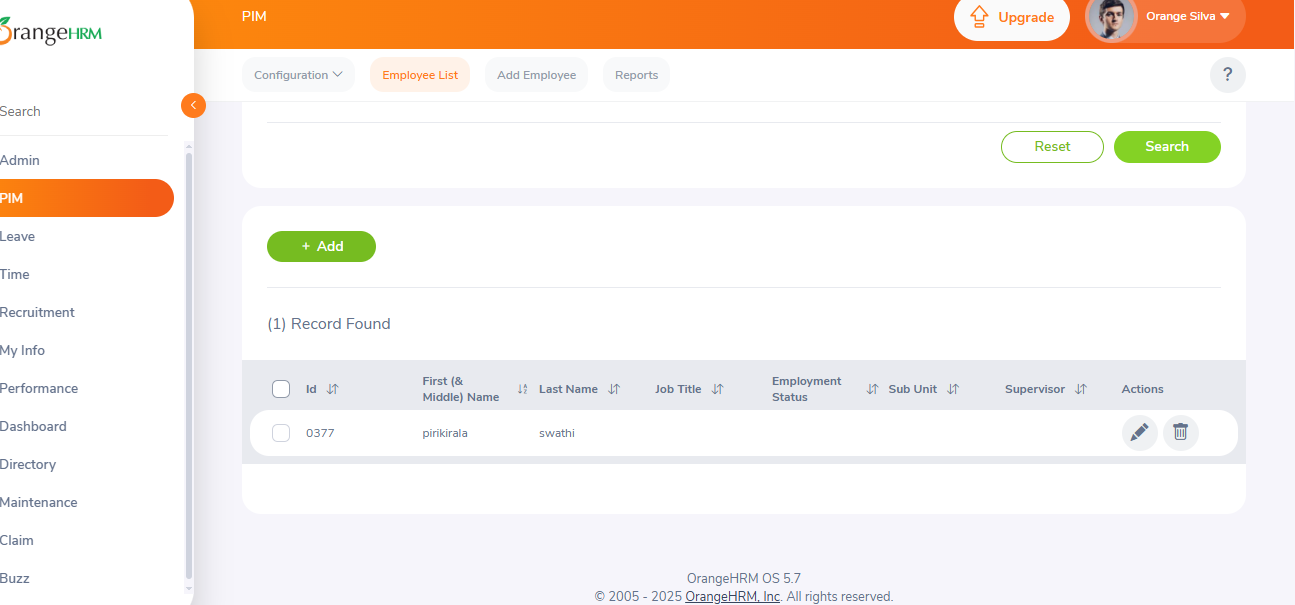 PIM
Upgrade
Orange Silva
OrangeHRM
Configuration
Employee List
Add Employee
Reports
?
Search
Reset
Search
Admin
PIM
Leave
Time
Recruitment
My Info
Performance
Dashboard
Directory
Maintenance
Claim
Buzz
+ Add
(1) Record Found
Id
First (& Middle) Name
Last Name
Job Title
Employment Status
Sub Unit
Supervisor
Actions
0377
pirikirala
swathi
OrangeHRM OS 5.7
© 2005 - 2025 OrangeHRM, Inc. All rights reserved.